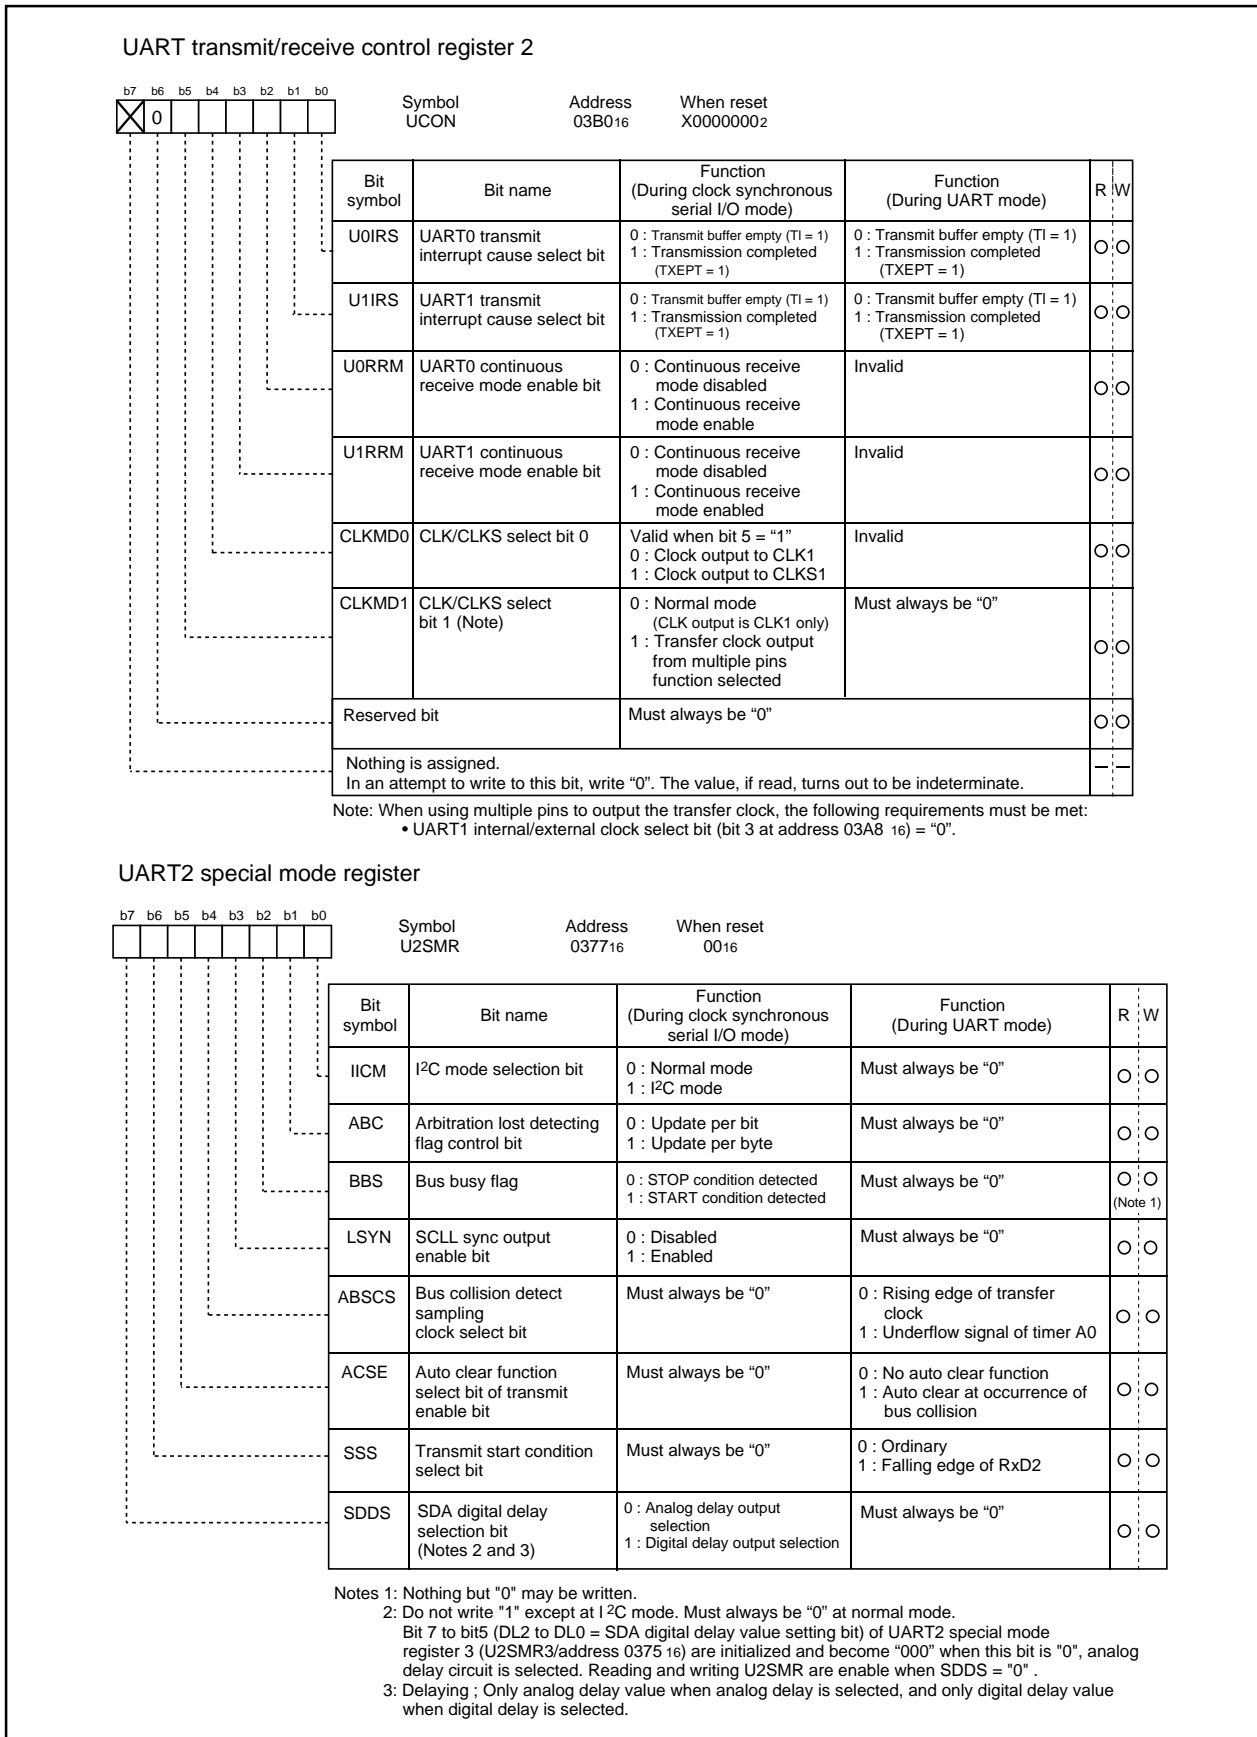 UART transmit/receive control register 2
b7 b6 b5 b4 b3 b2 b1 b0
0
Symbol Address When reset
UCON 03B016 X00000002
Bit symbol Bit name Function (During clock synchronous serial I/O mode) Function (During UART mode) R W
U0IRS UART0 transmit interrupt cause select bit
0 : Transmit buffer empty (TI = 1)
1 : Transmission completed
(TXEPT = 1)
0 : Transmit buffer empty (TI = 1)
1 : Transmission completed
(TXEPT = 1)
U1IRS UART1 transmit interrupt cause select bit
0 : Transmit buffer empty (TI = 1)
1 : Transmission completed
(TXEPT = 1)
0 : Transmit buffer empty (TI = 1)
1 : Transmission completed
(TXEPT = 1)
U0RRM UART0 continuous receive mode enable bit
0 : Continuous receive
mode disabled
1 : Continuous receive
mode enable
Invalid
U1RRM UART1 continuous receive mode enable bit
0 : Continuous receive
mode disabled
1 : Continuous receive
mode enabled
Invalid
CLKMD0 CLK/CLKS select bit 0
Valid when bit 5 = “1”
0 : Clock output to CLK1
1 : Clock output to CLKS1
Invalid
CLKMD1 CLK/CLKS select bit 1 (Note)
0 : Normal mode
(CLK output is CLK1 only)
1 : Transfer clock output
from multiple pins
function selected
Must always be “0”
Reserved bit Must always be “0”
Nothing is assigned.
In an attempt to write to this bit, write “0”. The value, if read, turns out to be indeterminate.
Note: When using multiple pins to output the transfer clock, the following requirements must be met:
• UART1 internal/external clock select bit (bit 3 at address 03A8 16) = “0”.
UART2 special mode register
b7 b6 b5 b4 b3 b2 b1 b0
Symbol Address When reset
U2SMR 037716 0016
Bit symbol Bit name Function (During clock synchronous serial I/O mode) Function (During UART mode) R W
IICM I2C mode selection bit
0 : Normal mode
1 : I2C mode
Must always be “0”
ABC Arbitration lost detecting flag control bit
0 : Update per bit
1 : Update per byte
Must always be “0”
BBS Bus busy flag
0 : STOP condition detected
1 : START condition detected
Must always be “0”
(Note 1)
LSYN SCLL sync output enable bit
0 : Disabled
1 : Enabled
Must always be “0”
ABSCS Bus collision detect sampling clock select bit
Must always be “0”
0 : Rising edge of transfer
clock
1 : Underflow signal of timer A0
ACSE Auto clear function select bit of transmit enable bit
Must always be “0”
0 : No auto clear function
1 : Auto clear at occurrence of
bus collision
SSS Transmit start condition select bit
Must always be “0”
0 : Ordinary
1 : Falling edge of RxD2
SDDS SDA digital delay selection bit (Notes 2 and 3)
0 : Analog delay output
selection
1 : Digital delay output selection
Must always be “0”
Notes 1: Nothing but "0" may be written.
2: Do not write "1" except at I 2C mode. Must always be “0” at normal mode.
Bit 7 to bit5 (DL2 to DL0 = SDA digital delay value setting bit) of UART2 special mode
register 3 (U2SMR3/address 0375 16) are initialized and become “000” when this bit is "0", analog
delay circuit is selected. Reading and writing U2SMR are enable when SDDS = "0" .
3: Delaying ; Only analog delay value when analog delay is selected, and only digital delay value
when digital delay is selected.